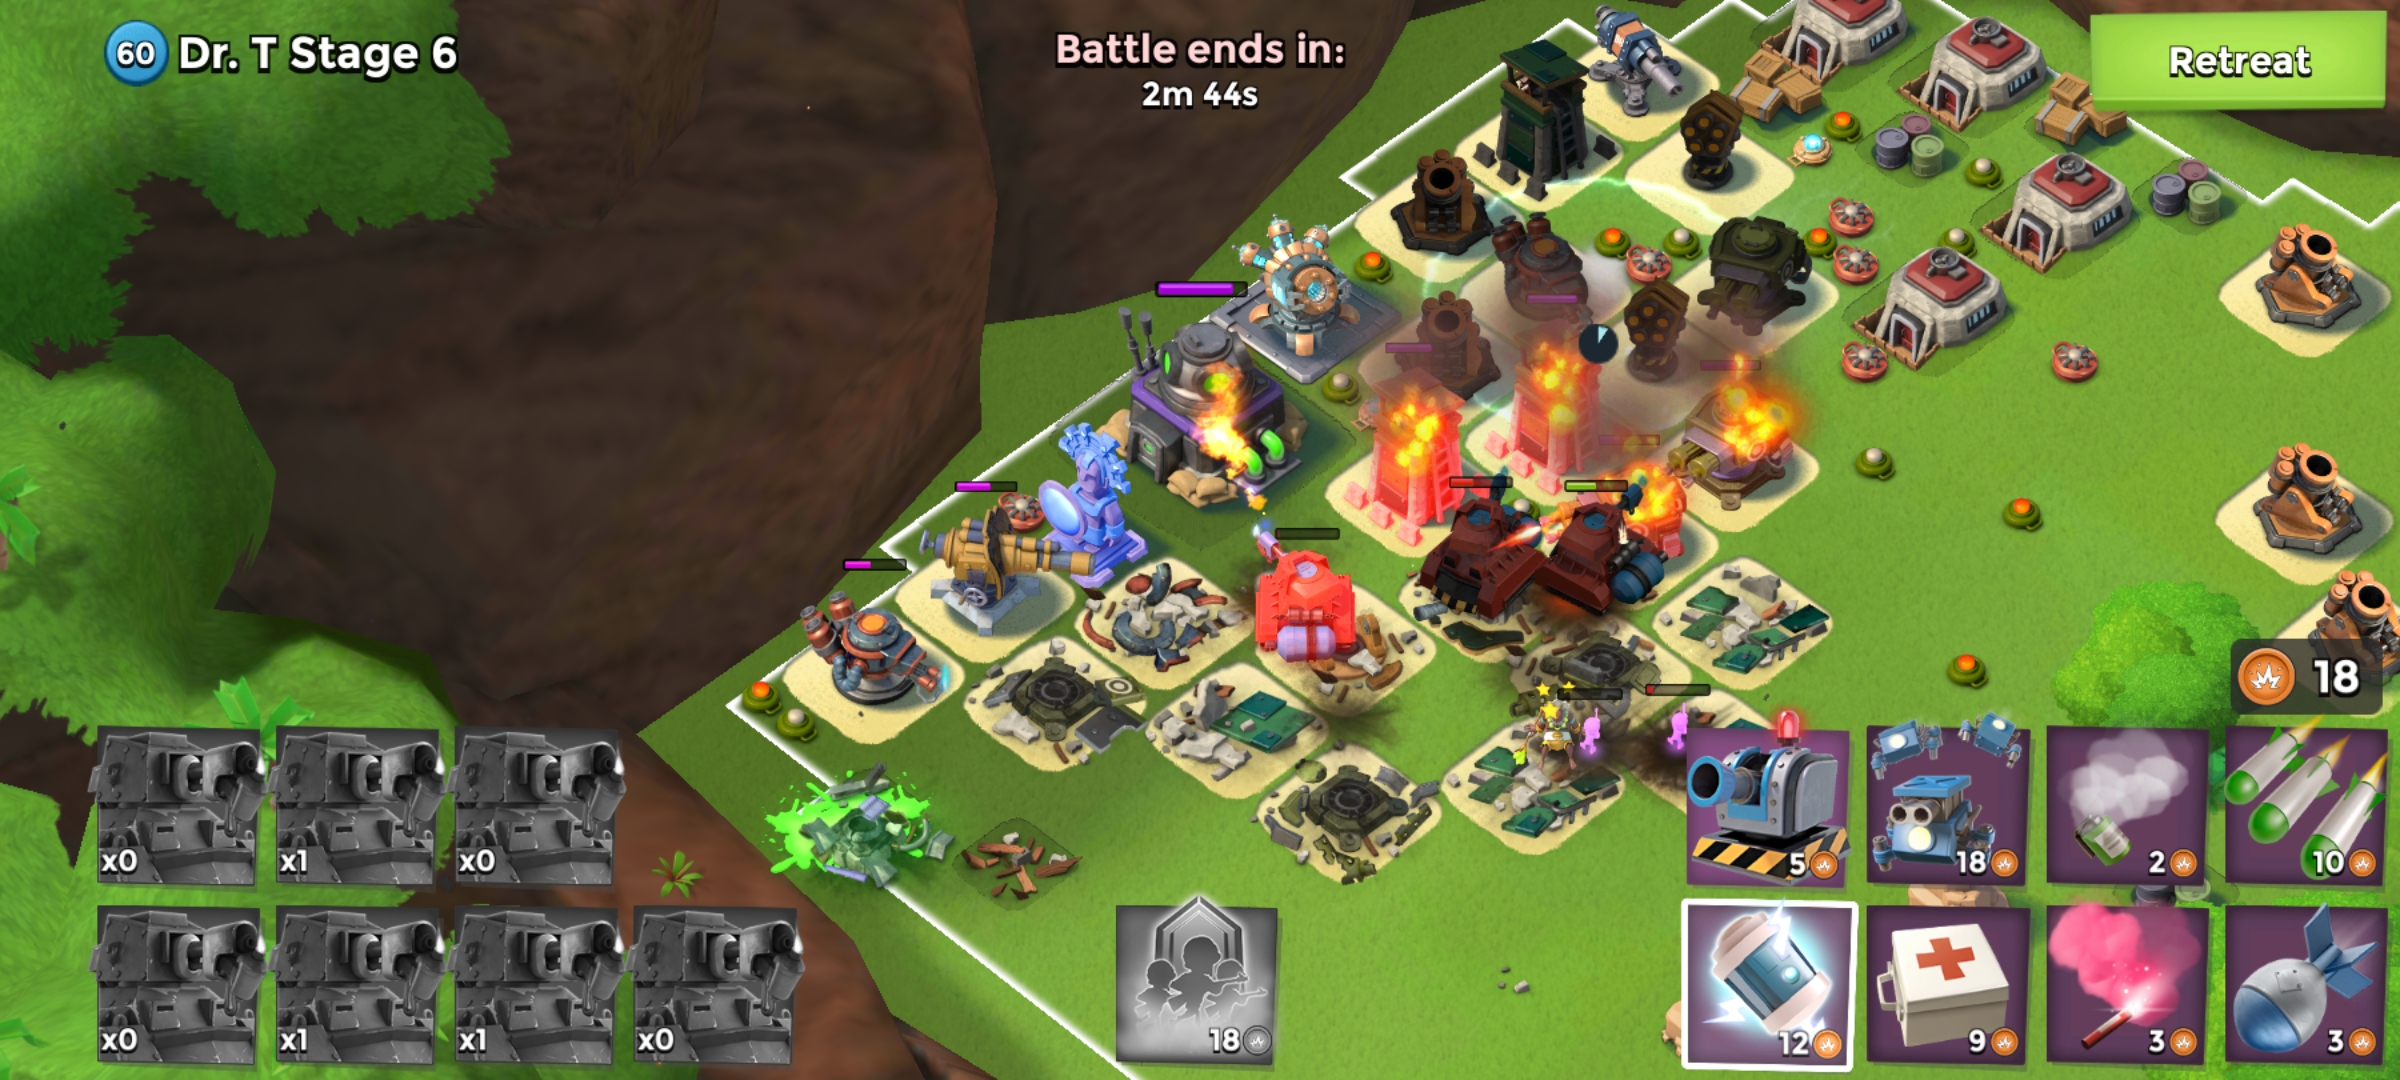 60 Dr. T Stage 6
Battle ends in:
2m 44s
Retreat
18
x0
x1
x0
5
18
2
10
x0
x1
x1
x0
18
12
9
3
3